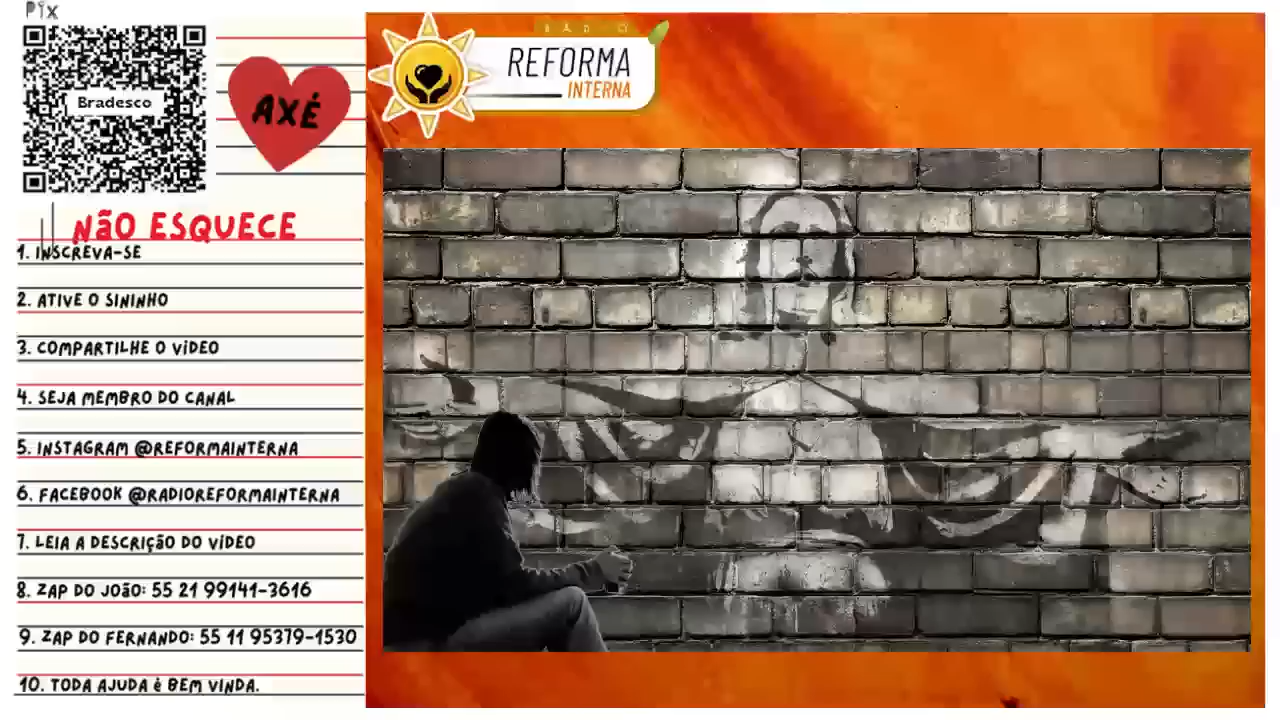 Pix
Bradesco
AXÉ
NÃO ESQUECE
1. INSCREVA-SE
2. ATIVE O SININHO
3. COMPARTILHE O VÍDEO
4. SEJA MEMBRO DO CANAL
5. INSTAGRAM @REFORMAINTERNA
6. FACEBOOK @RADIOREFORMAINTERNA
7. LEIA A DESCRIÇÃO DO VÍDEO
8. ZAP DO JOÃO: 55 21 99141-3616
9. ZAP DO FERNANDO: 55 11 95379-1530
10. TODA AJUDA É BEM VINDA.
RÁDIO
REFORMA
INTERNA